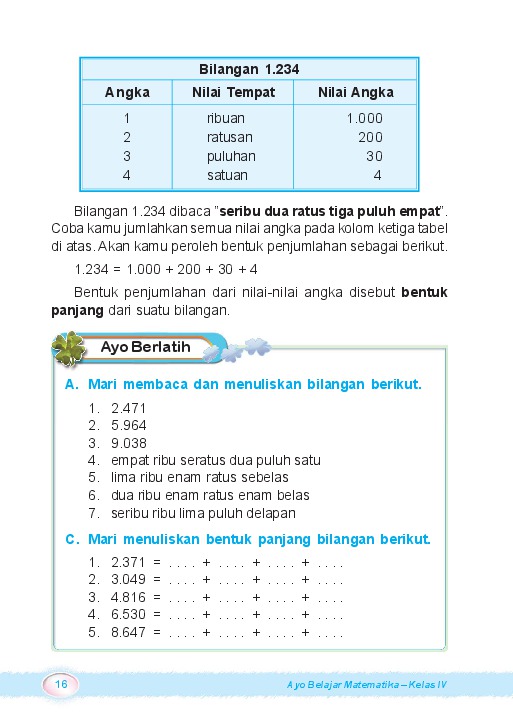 Bilangan 1.234
Angka Nilai Tempat Nilai Angka
1 ribuan 1.000
2 ratusan 200
3 puluhan 30
4 satuan 4
Bilangan 1.234 dibaca ”seribu dua ratus tiga puluh empat”.
Coba kamu jumlahkan semua nilai angka pada kolom ketiga tabel
di atas. Akan kamu peroleh bentuk penjumlahan sebagai berikut.
1.234 = 1.000 + 200 + 30 + 4
Bentuk penjumlahan dari nilai-nilai angka disebut bentuk
panjang dari suatu bilangan.
Ayo Berlatih
A. Mari membaca dan menuliskan bilangan berikut.
1. 2.471
2. 5.964
3. 9.038
4. empat ribu seratus dua puluh satu
5. lima ribu enam ratus sebelas
6. dua ribu enam ratus enam belas
7. seribu ribu lima puluh delapan
C. Mari menuliskan bentuk panjang bilangan berikut.
1. 2.371 = . . . . + . . . . + . . . . + . . . .
2. 3.049 = . . . . + . . . . + . . . . + . . . .
3. 4.816 = . . . . + . . . . + . . . . + . . . .
4. 6.530 = . . . . + . . . . + . . . . + . . . .
5. 8.647 = . . . . + . . . . + . . . . + . . . .
16 Ayo Belajar Matematika – Kelas IV